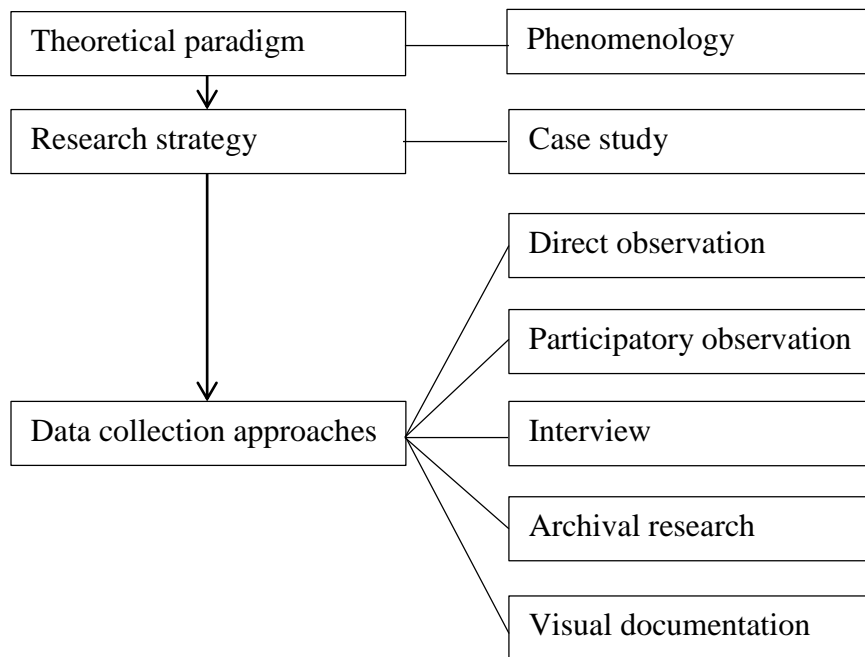 Theoretical paradigm
Phenomenology
Research strategy
Case study
Direct observation
Participatory observation
Data collection approaches
Interview
Archival research
Visual documentation